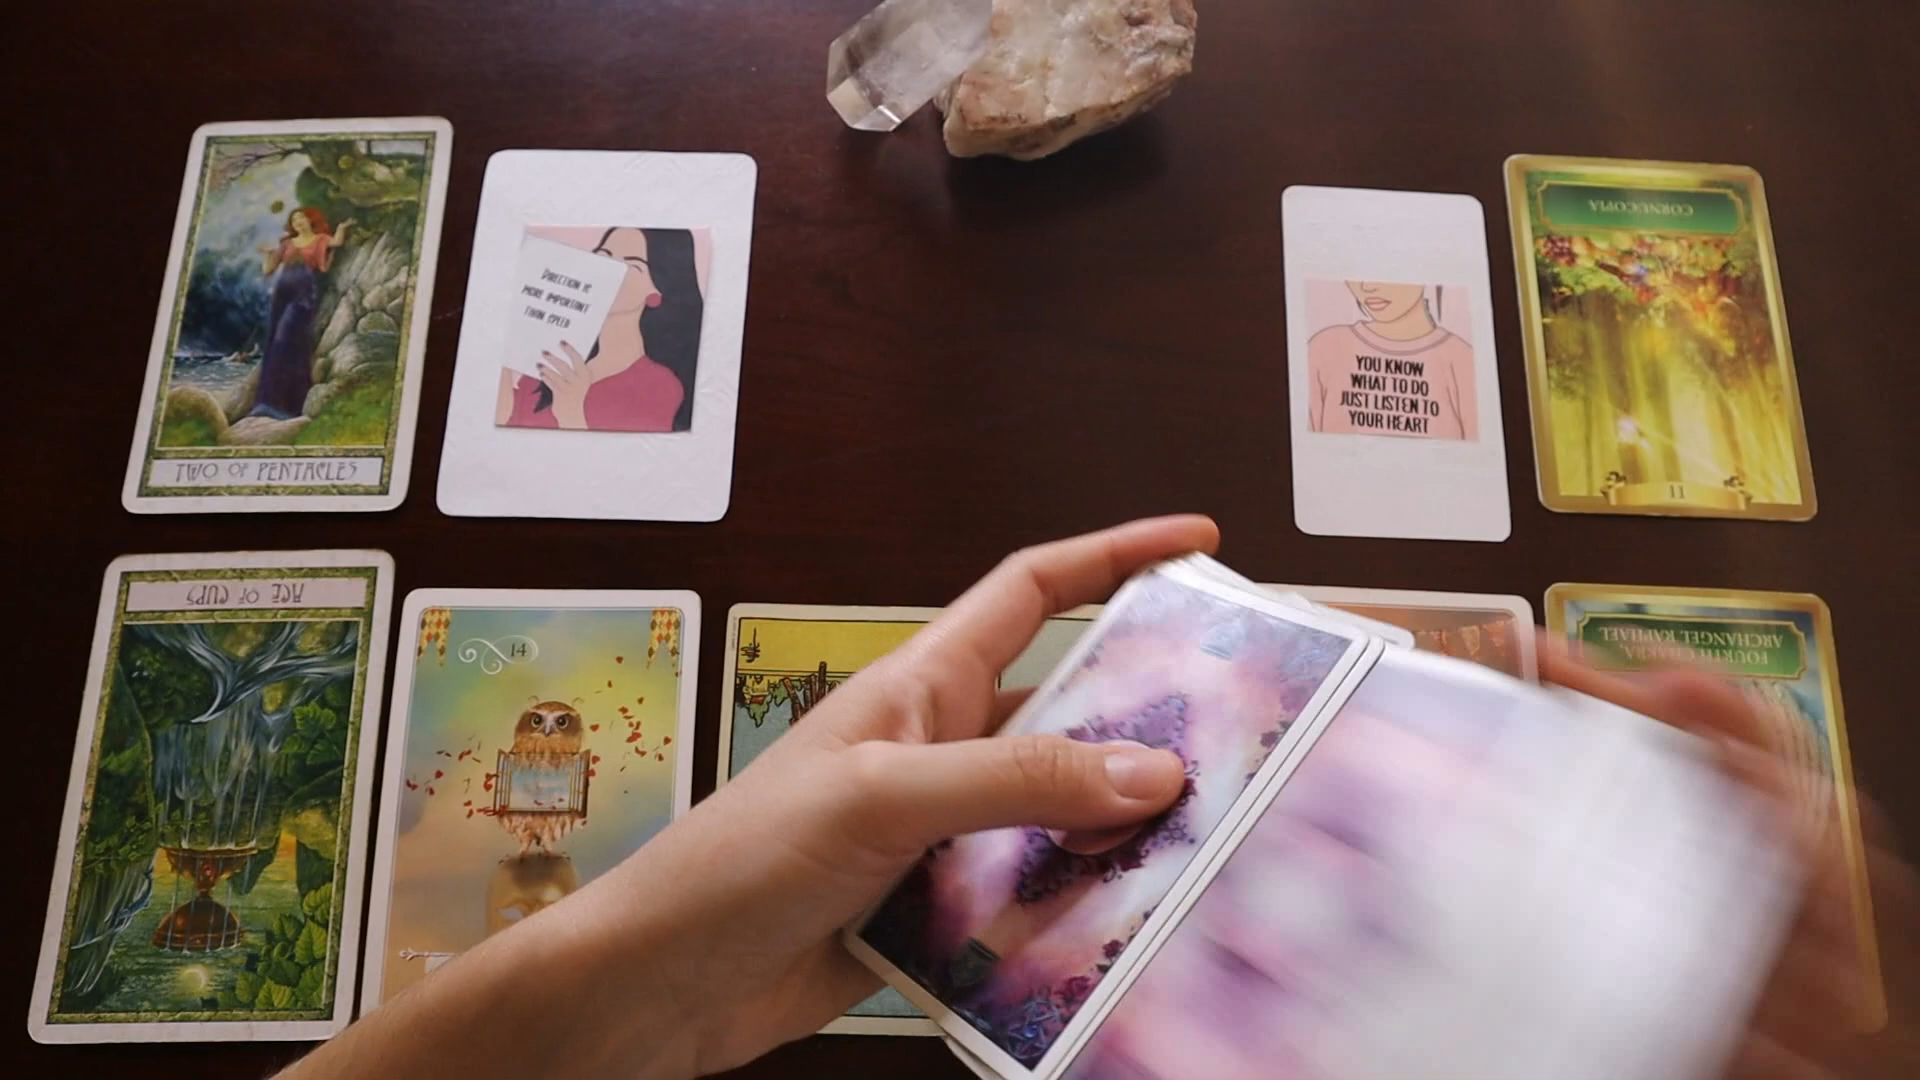 TWO OF PENTACLES
DIRECTION IS
MORE IMPORTANT
THAN SPEED
YOU KNOW
WHAT TO DO
JUST LISTEN TO
YOUR HEART
CORNUCOPIA
II
ACE OF CUPS
14
FOURTH CHAKRA,
ARCHANGEL RAPHAEL